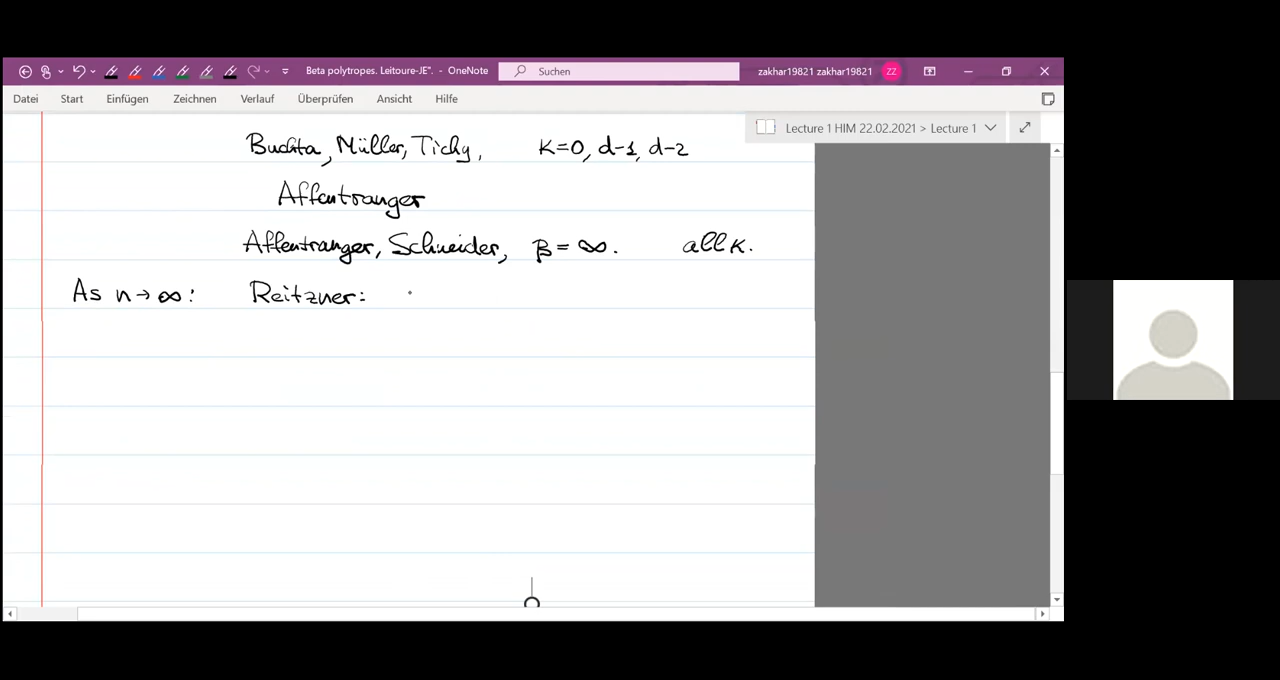 Beta polytopes. Leitoure-JE". - OneNote
Suchen
zakhar19821 zakhar19821
ZZ
Datei Start Einfügen Zeichnen Verlauf Überprüfen Ansicht Hilfe
Lecture 1 HIM 22.02.2021 > Lecture 1
Buchta, Müller, Tichy, K=0, d-1, d-2
Affentranger
Affentranger, Schneider, β = ∞. all K.
As n → ∞: Reitzner: